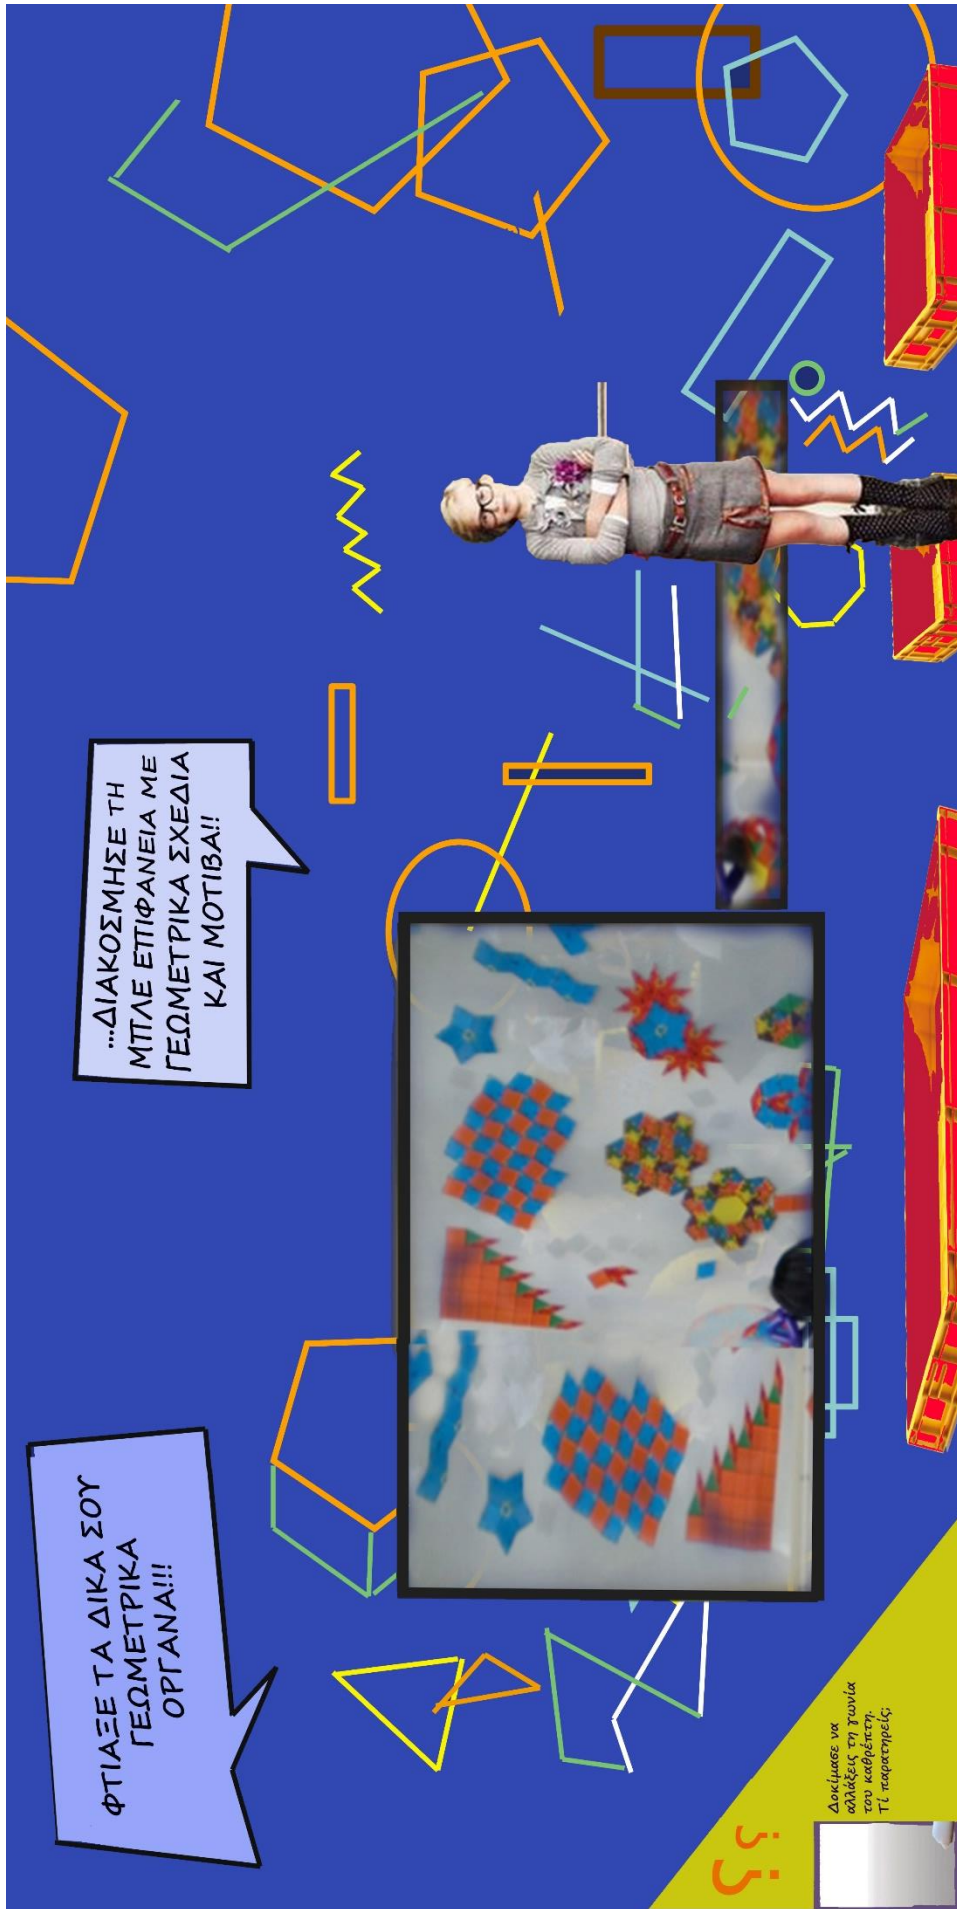 ΦΤΙΑΞΕ ΤΑ ΔΙΚΑ ΣΟΥ
ΓΕΩΜΕΤΡΙΚΑ
ΟΡΓΑΝΑ!!!
...ΔΙΑΚΟΣΜΗΣΕ ΤΗ
ΜΠΛΕ ΕΠΙΦΑΝΕΙΑ ΜΕ
ΓΕΩΜΕΤΡΙΚΑ ΣΧΕΔΙΑ
ΚΑΙ ΜΟΤΙΒΑ!!
Δοκίμασε να
αλλάξεις τη γωνία
του καθρέπτη.
Τί παρατηρείς;